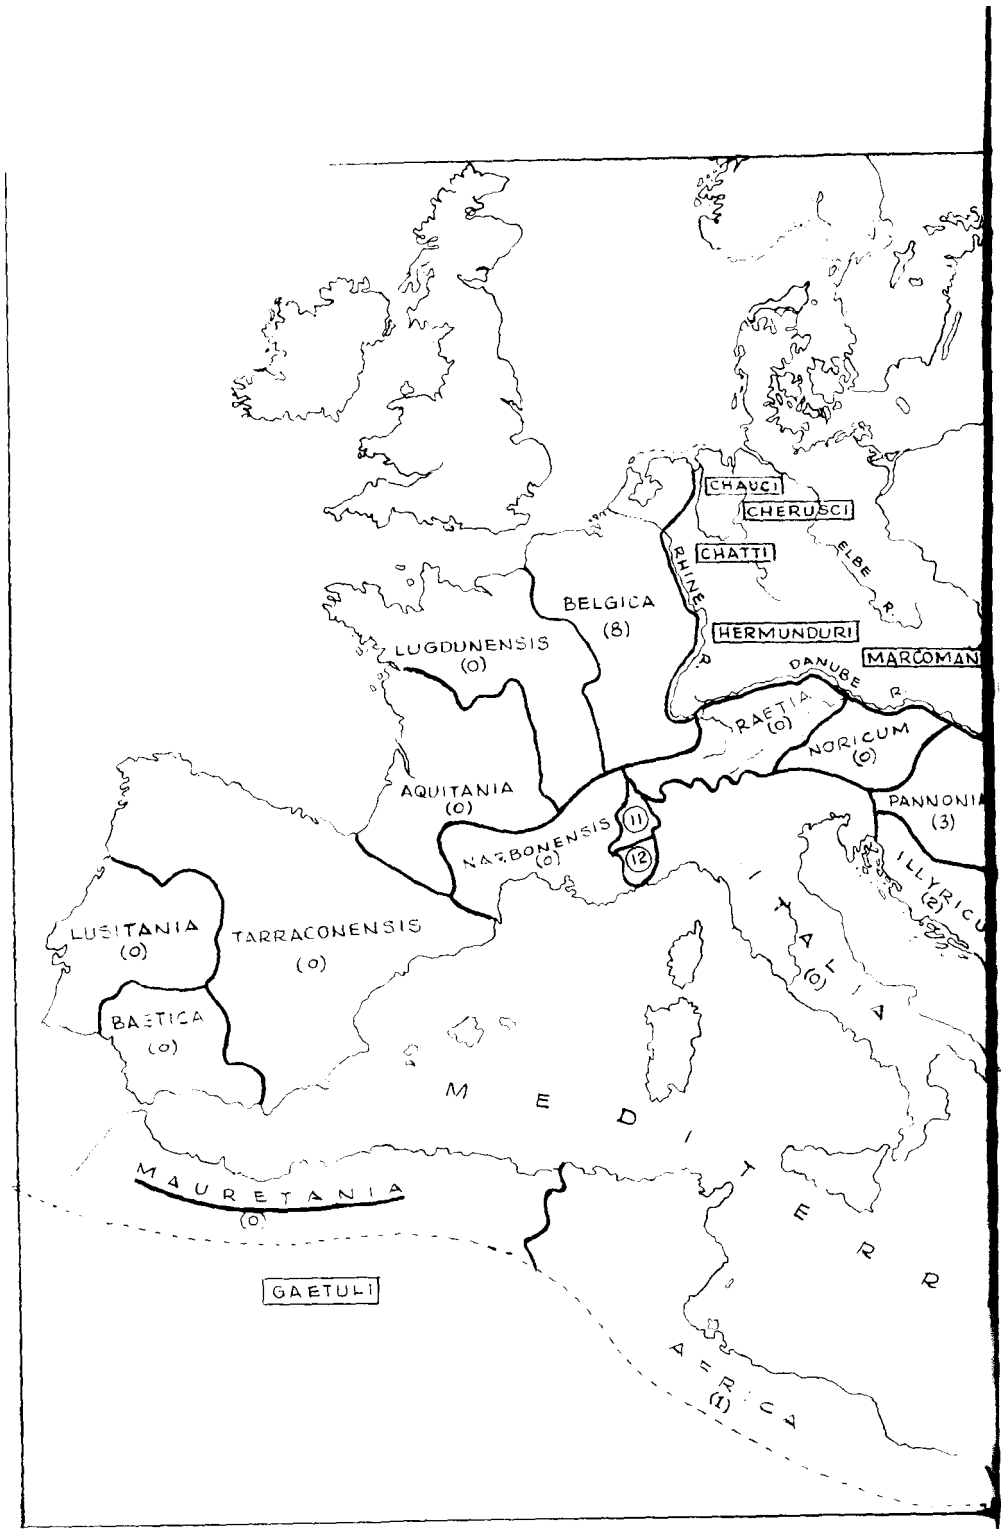 CHAUCI
CHERUSCI
CHATTI
ELBE R.
RHINE R.
BELGICA
(8)
HERMUNDURI
LUGDUNENSIS
(0)
MARCOMAN
DANUBE R.
RAETIA
(0)
NORICUM
(0)
AQUITANIA
(0)
PANNONIA
(3)
NARBONENSIS
(0)
11
12
ILLYRICU
(2)
ITALIA
(0)
LUSITANIA
(0)
TARRACONENSIS
(0)
BAETICA
(0)
MEDITERR
MAURETANIA
(0)
GAETULI
AFRICA
(1)